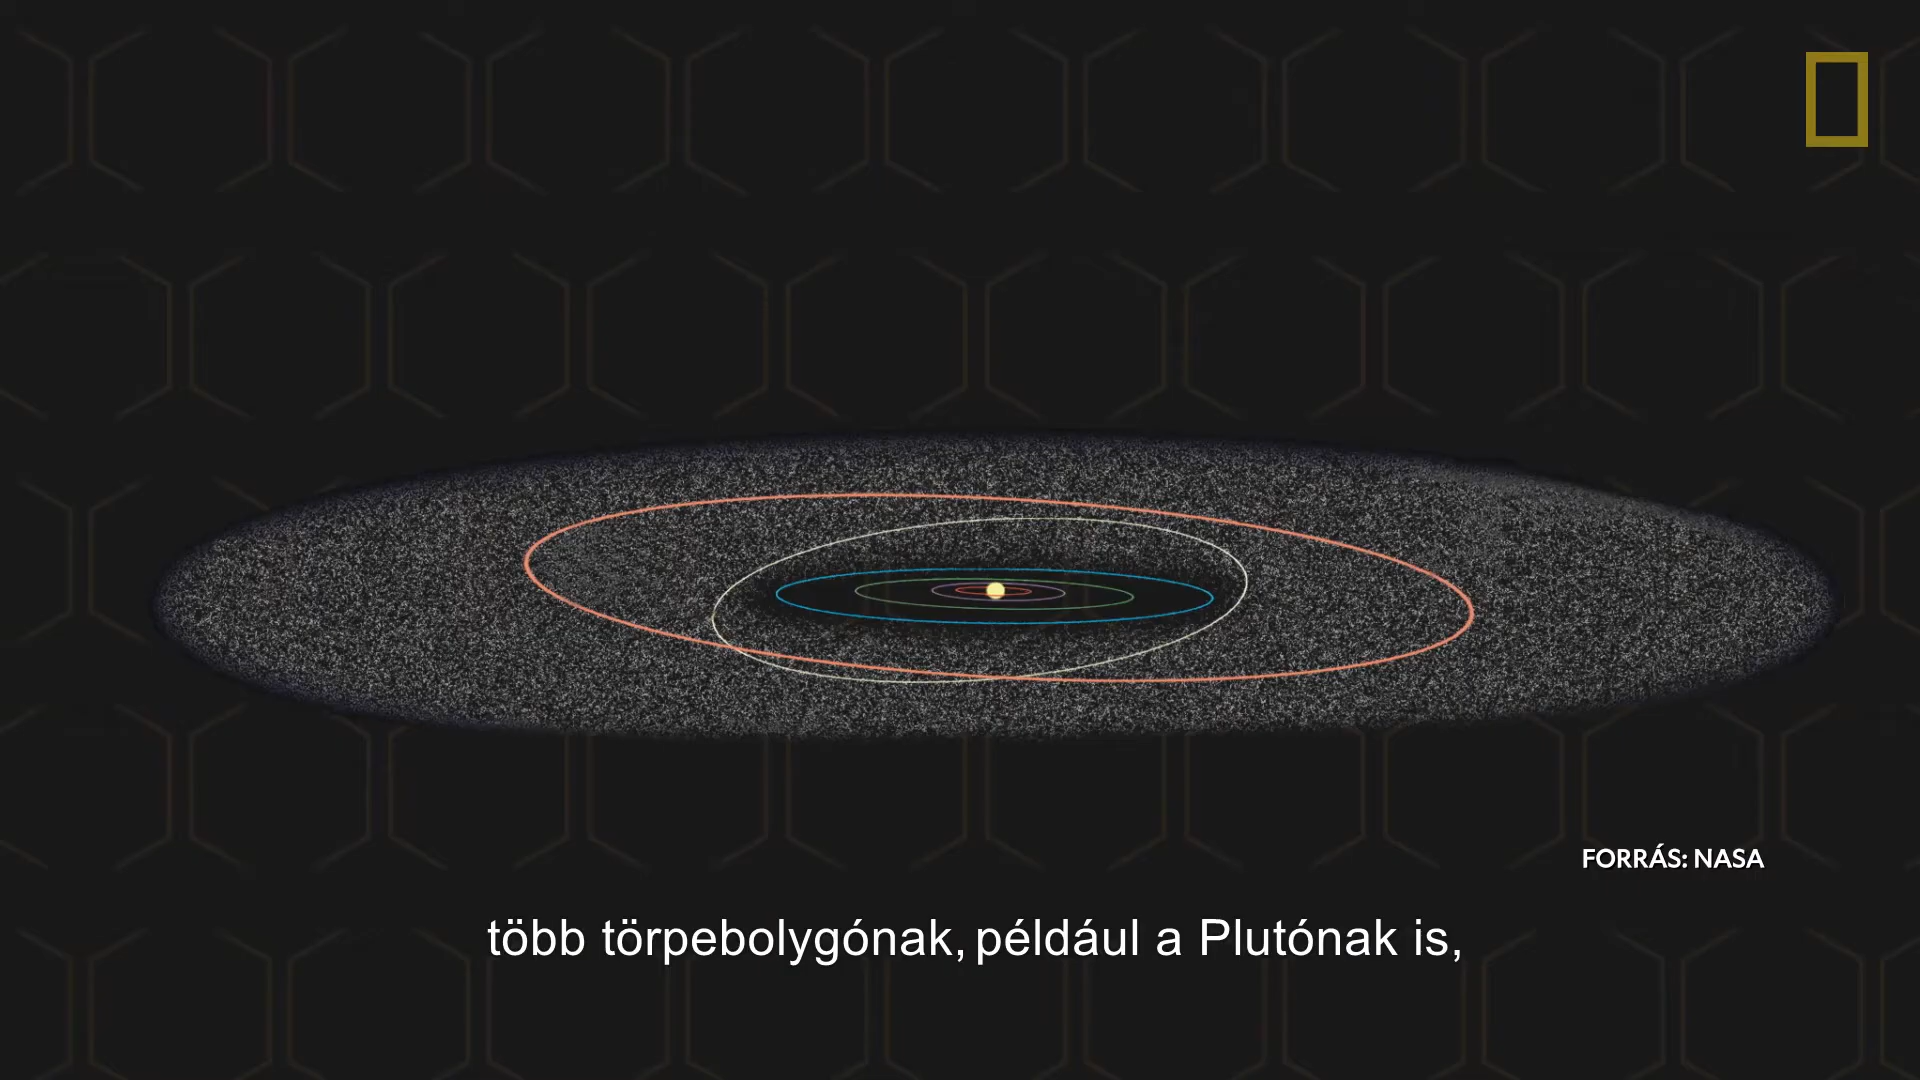 FORRÁS: NASA
több törpebolygónak, például a Plutónak is,